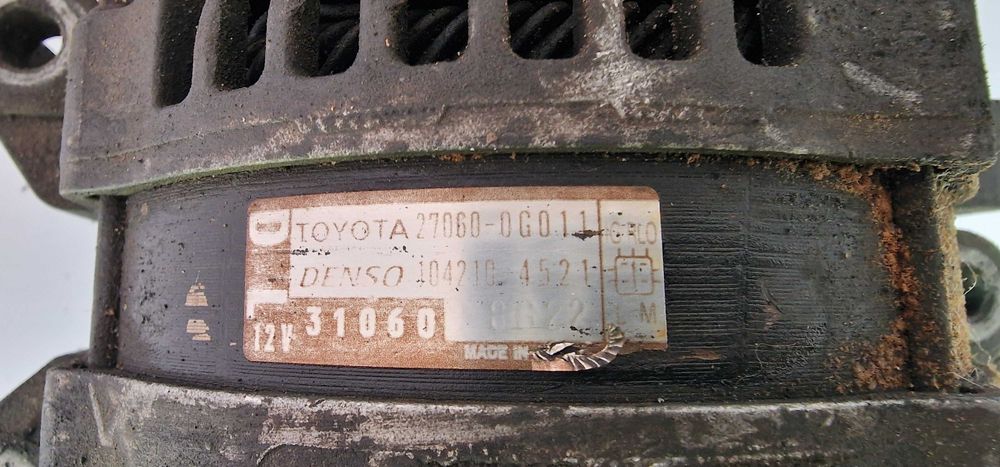 D TOYOTA 27060-0G011
DENSO 104210 4521
12V 31060
MADE IN
M